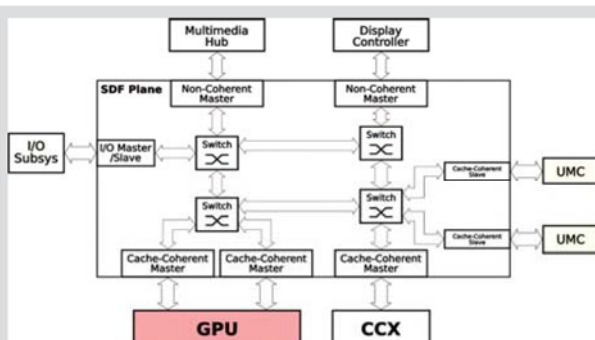 Multimedia
Hub
Display
Controller
SDF Plane
Non-Coherent
Master
Non-Coherent
Master
I/O
Subsys
I/O Master
/Slave
Switch
Switch
Cache-Coherent
Slave
UMC
Switch
Switch
Cache-Coherent
Slave
UMC
Cache-Coherent
Master
Cache-Coherent
Master
Cache-Coherent
Master
GPU
CCX